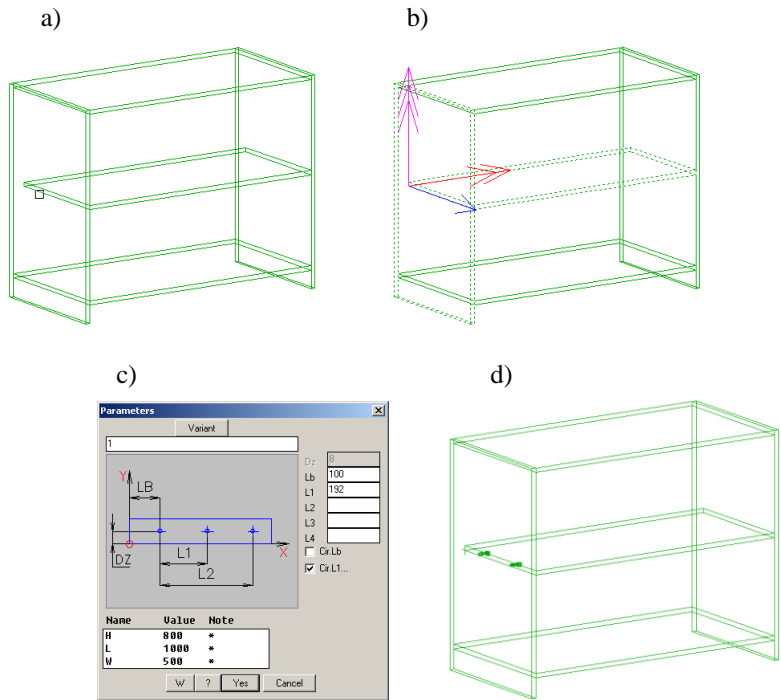 a)
b)
c)
d)
Parameters
Variant
1
Dz 8
Lb 100
L1 192
L2
L3
L4
Cir.Lb
Cir.L1...
Y
LB
L1
X
DZ
L2
Name Value Note
H 800 *
L 1000 *
W 500 *
W ? Yes Cancel